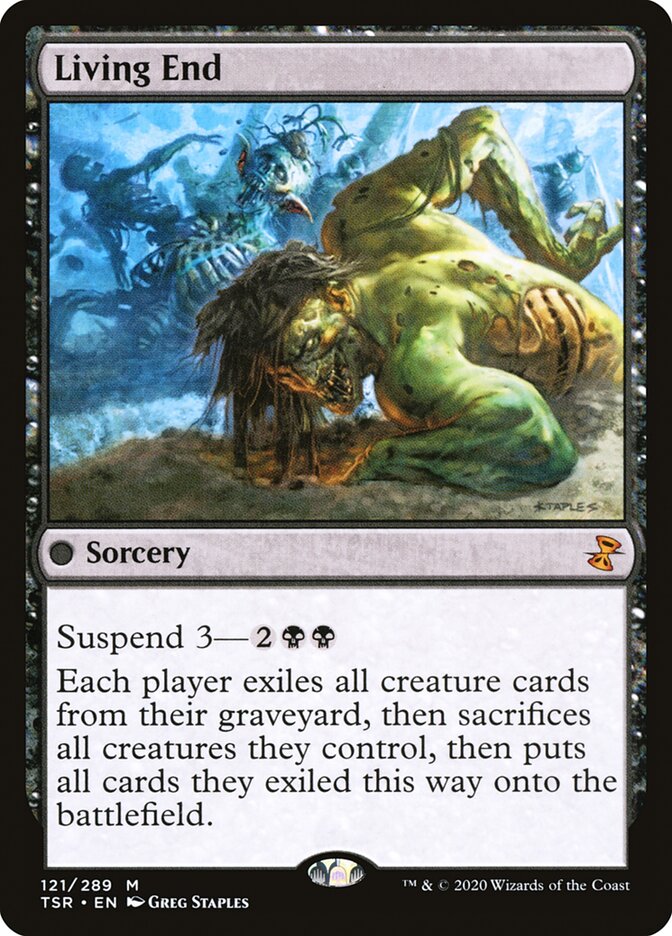 Living End
STAPLES
Sorcery
Suspend 3—2
Each player exiles all creature cards
from their graveyard, then sacrifices
all creatures they control, then puts
all cards they exiled this way onto the
battlefield.
121/289 M
TSR • EN Greg Staples
™ & © 2020 Wizards of the Coast